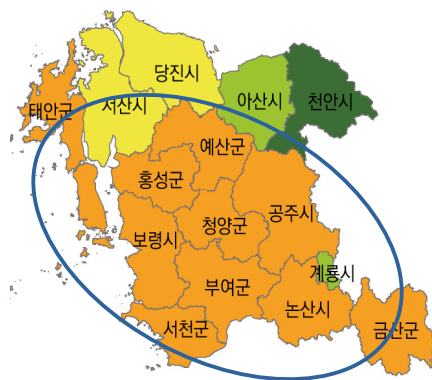 당진시
아산시
천안시
태안군
서산시
예산군
홍성군
공주시
청양군
보령시
계룡시
부여군
논산시
서천군
금산군